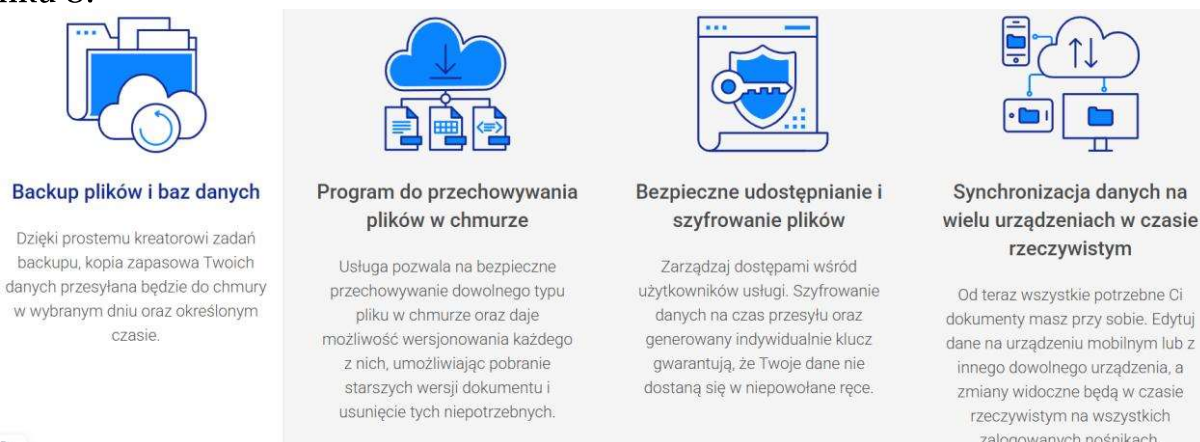 Backup plików i baz danych
Dzięki prostemu kreatorowi zadań
backupu, kopia zapasowa Twoich
danych przesyłana będzie do chmury
w wybranym dniu oraz określonym
czasie.
Program do przechowywania
plików w chmurze
Usługa pozwala na bezpieczne
przechowywanie dowolnego typu
pliku w chmurze oraz daje
możliwość wersjonowania każdego
z nich, umożliwiając pobranie
starszych wersji dokumentu i
usunięcie tych niepotrzebnych.
Bezpieczne udostępnianie i
szyfrowanie plików
Zarządzaj dostępami wśród
użytkowników usługi. Szyfrowanie
danych na czas przesyłu oraz
generowany indywidualnie klucz
gwarantują, że Twoje dane nie
dostaną się w niepowołane ręce.
Synchronizacja danych na
wielu urządzeniach w czasie
rzeczywistym
Od teraz wszystkie potrzebne Ci
dokumenty masz przy sobie. Edytuj
dane na urządzeniu mobilnym lub z
innego dowolnego urządzenia, a
zmiany widoczne będą w czasie
rzeczywistym na wszystkich
zalogowanych nośnikach